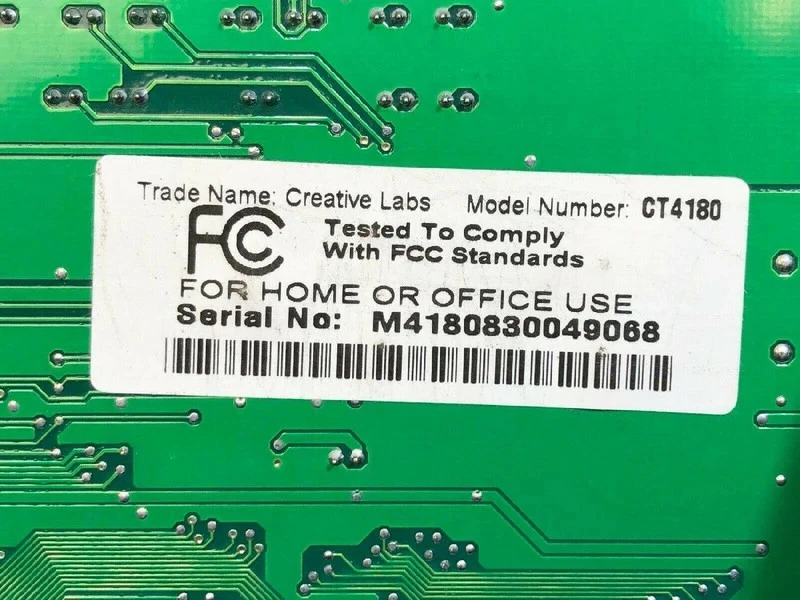 Trade Name: Creative Labs Model Number: CT4180
FC Tested To Comply
With FCC Standards
FOR HOME OR OFFICE USE
Serial No: M4180830049068